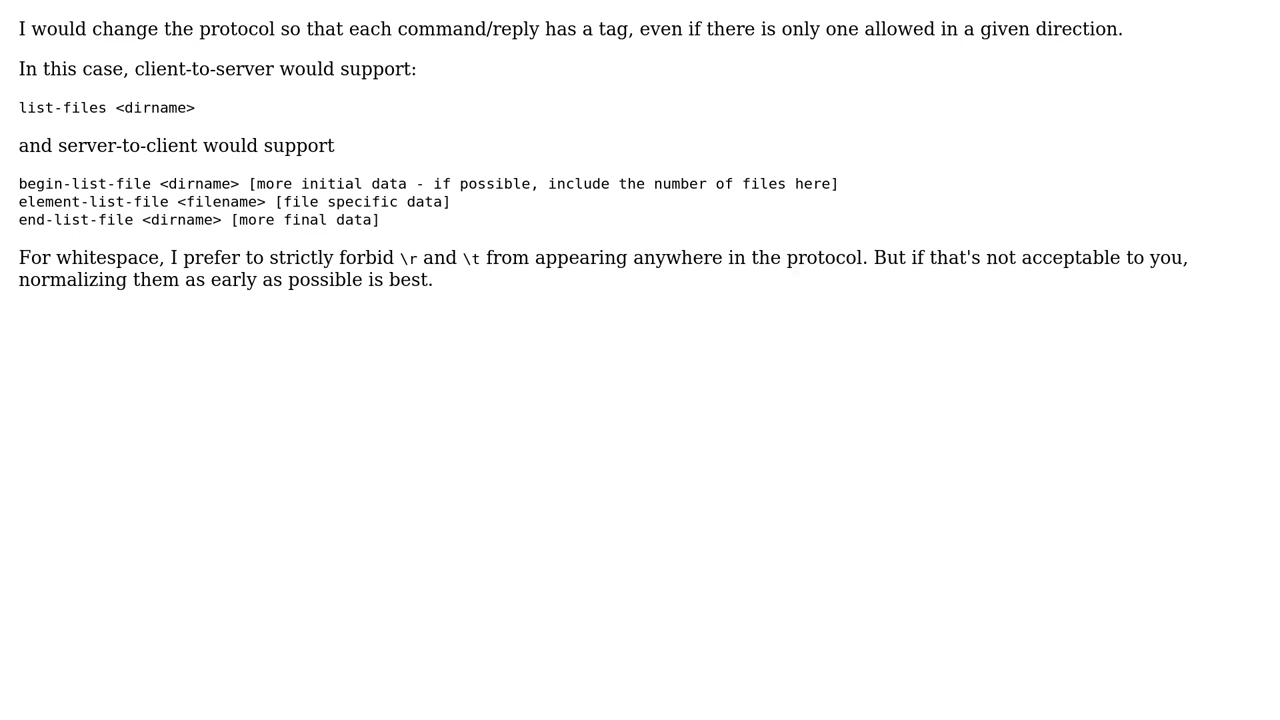 I would change the protocol so that each command/reply has a tag, even if there is only one allowed in a given direction.
In this case, client-to-server would support:
list-files <dirname>
and server-to-client would support
begin-list-file <dirname> [more initial data - if possible, include the number of files here]
element-list-file <filename> [file specific data]
end-list-file <dirname> [more final data]
For whitespace, I prefer to strictly forbid \r and \t from appearing anywhere in the protocol. But if that's not acceptable to you,
normalizing them as early as possible is best.